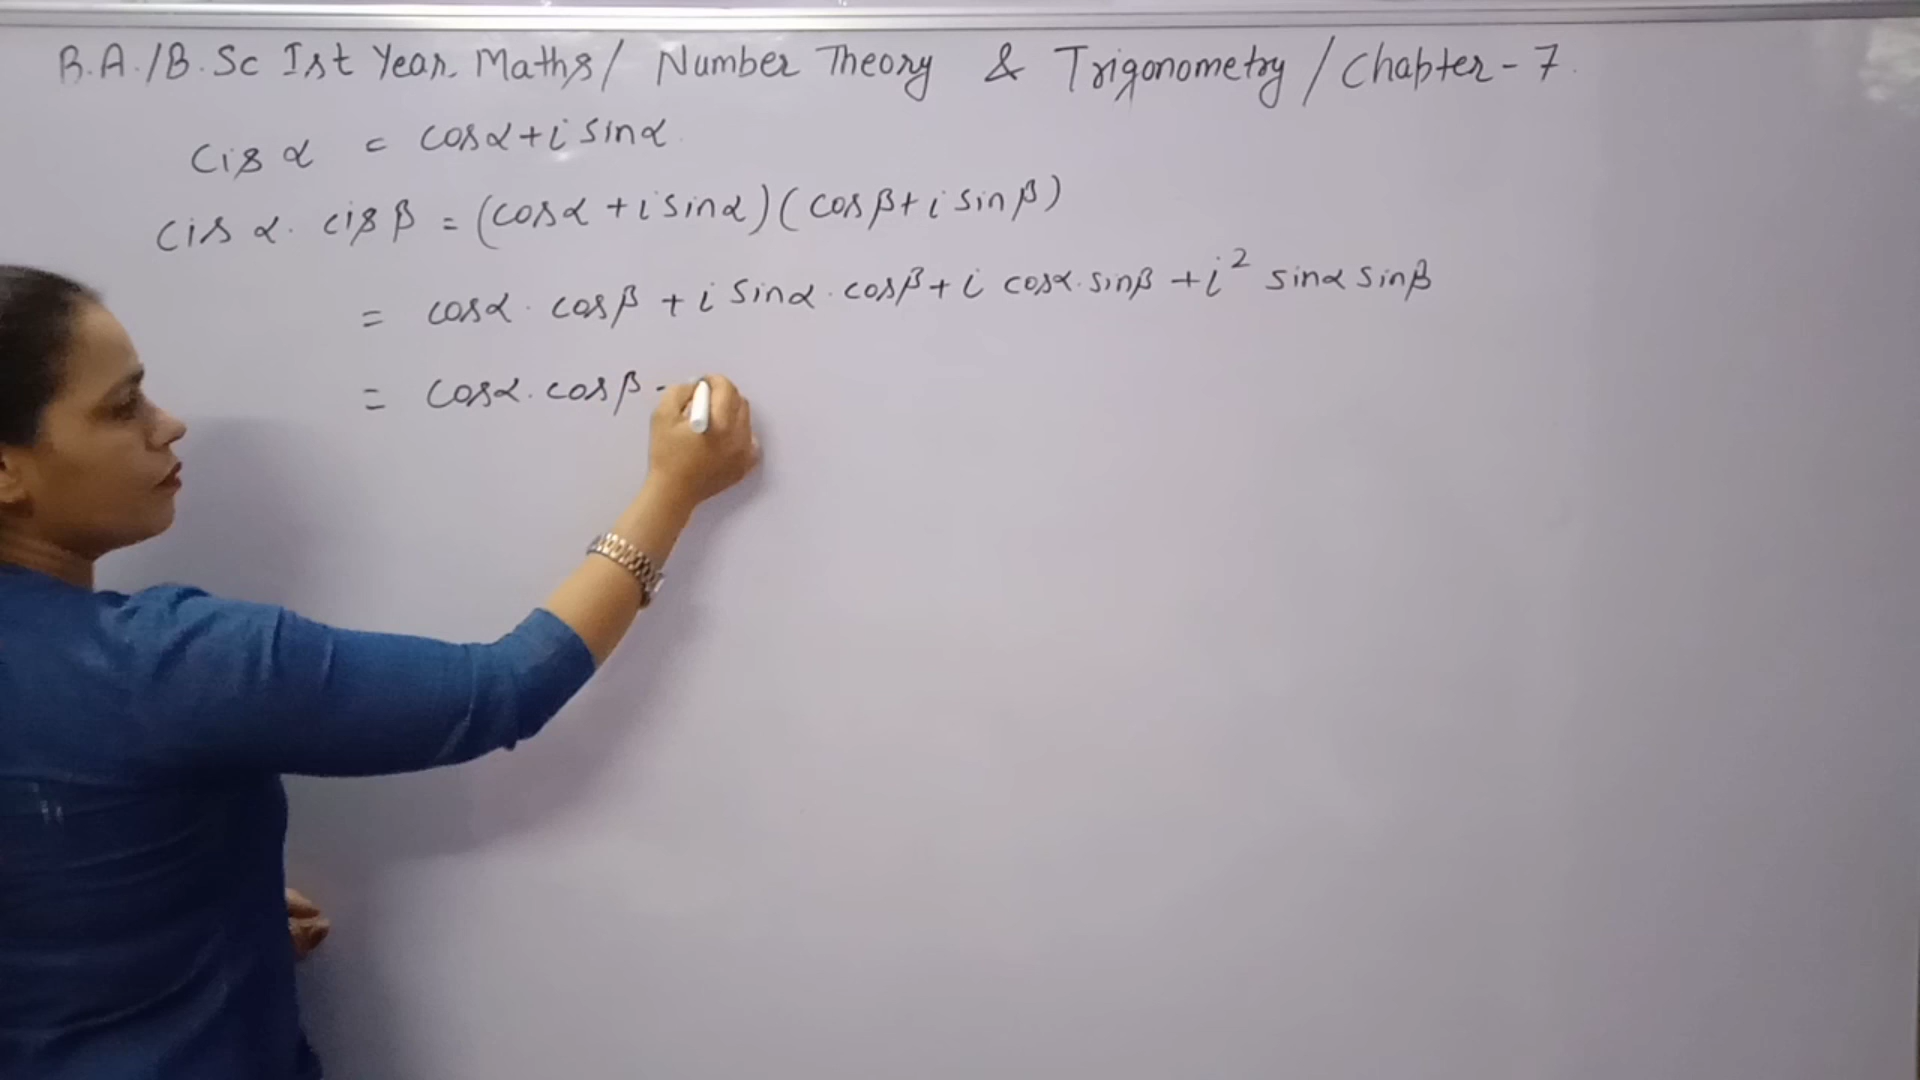 B.A./B.Sc Ist Year Maths/ Number Theory & Trigonometry / Chapter-7.
cis α = cosα + i sinα
cis α. cis β = (cosα + i sinα)(cosβ + i sinβ)
= cosα . cosβ + i sinα . cosβ + i cosα . sinβ + i² sinα sinβ
= cosα . cosβ -